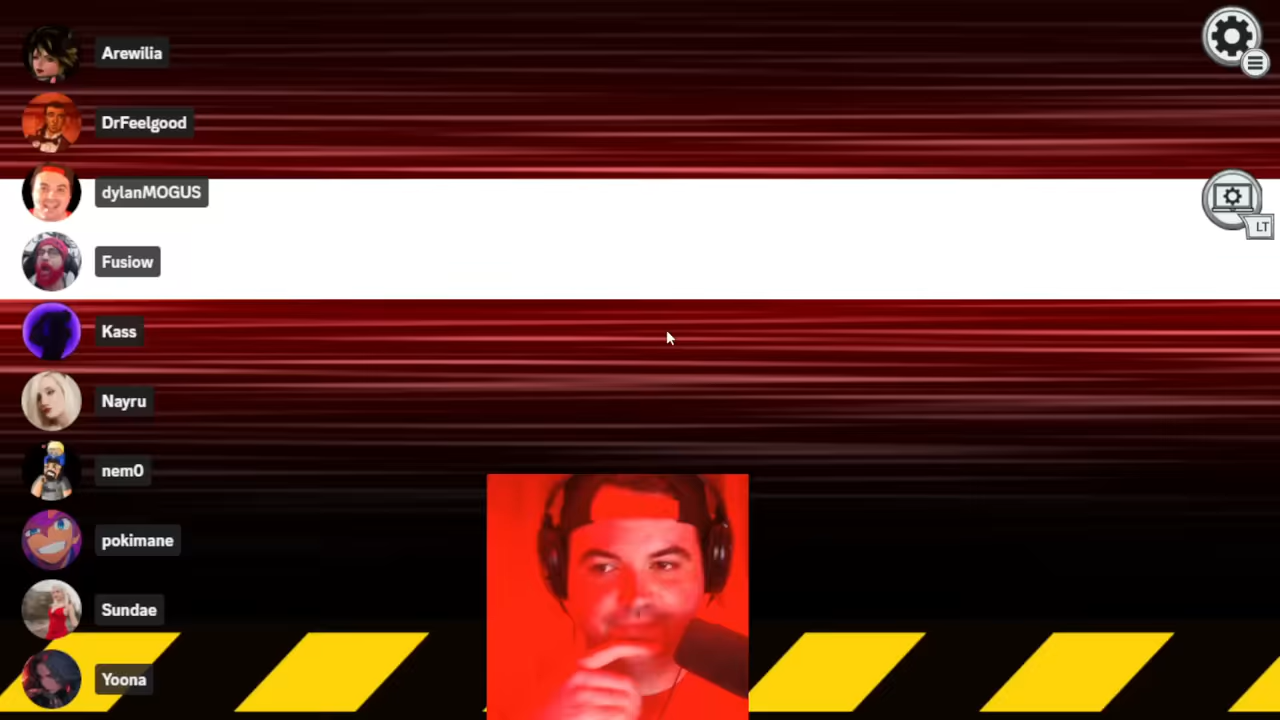 Arewilia
DrFeelgood
dylanMOGUS
LT
Fusiow
Kass
Nayru
nem0
pokimane
Sundae
Yoona